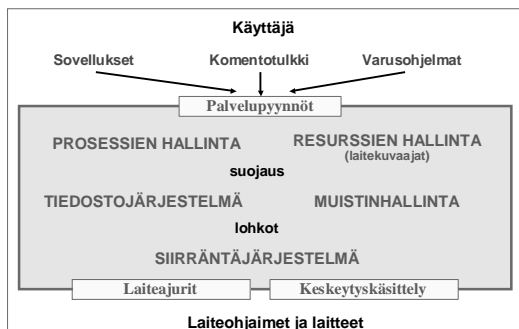 Käyttäjä
Sovellukset Komentotulkki Varusohjelmat
Palvelupyynnöt
PROSESSIEN HALLINTA RESURSSIEN HALLINTA
(laitekuvaajat)
suojaus
TIEDOSTOJÄRJESTELMÄ MUISTINHALLINTA
lohkot
SIIRRÄNTÄJÄRJESTELMÄ
Laiteajurit Keskeytyskäsittely
Laiteohjaimet ja laitteet